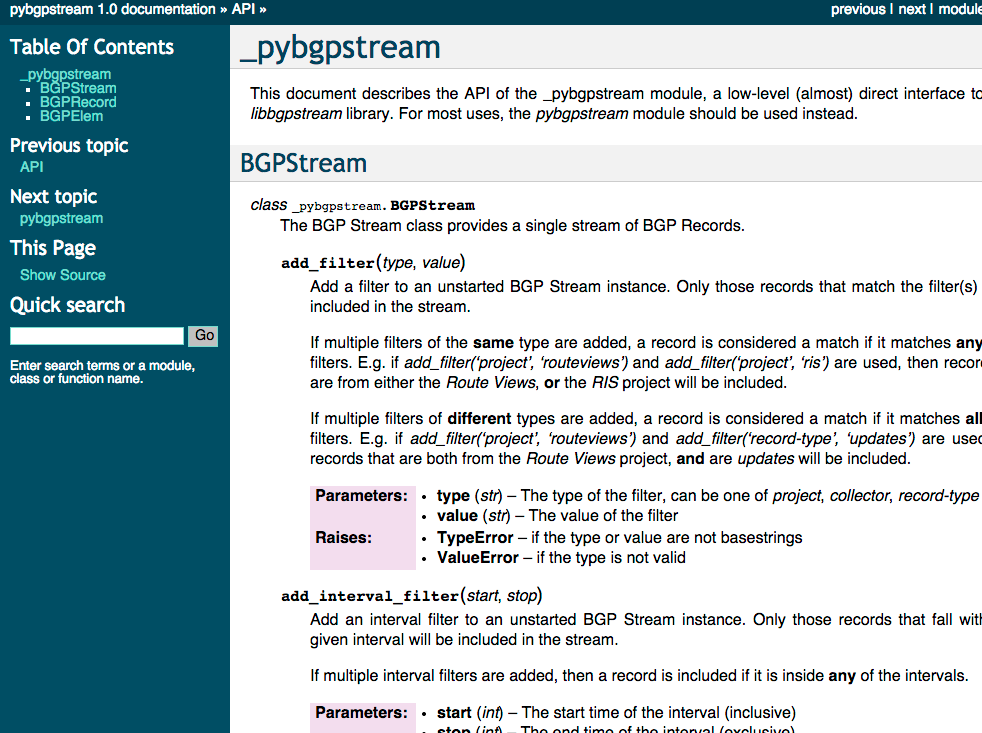 pybgpstream 1.0 documentation » API »
previous | next | module
Table Of Contents
_pybgpstream
BGPStream
BGPRecord
BGPElem
Previous topic
API
Next topic
pybgpstream
This Page
Show Source
Quick search
Go
Enter search terms or a module,
class or function name.
_pybgpstream
This document describes the API of the _pybgpstream module, a low-level (almost) direct interface to
libbgpstream library. For most uses, the pybgpstream module should be used instead.
BGPStream
class _pybgpstream.BGPStream
The BGP Stream class provides a single stream of BGP Records.
add_filter(type, value)
Add a filter to an unstarted BGP Stream instance. Only those records that match the filter(s)
included in the stream.
If multiple filters of the same type are added, a record is considered a match if it matches any
filters. E.g. if add_filter(‘project’, ‘routeviews’) and add_filter(‘project’, ‘ris’) are used, then recor
are from either the Route Views, or the RIS project will be included.
If multiple filters of different types are added, a record is considered a match if it matches all
filters. E.g. if add_filter(‘project’, ‘routeviews’) and add_filter(‘record-type’, ‘updates’) are used
records that are both from the Route Views project, and are updates will be included.
Parameters: • type (str) – The type of the filter, can be one of project, collector, record-type
• value (str) – The value of the filter
Raises: • TypeError – if the type or value are not basestrings
• ValueError – if the type is not valid
add_interval_filter(start, stop)
Add an interval filter to an unstarted BGP Stream instance. Only those records that fall with
given interval will be included in the stream.
If multiple interval filters are added, then a record is included if it is inside any of the intervals.
Parameters: • start (int) – The start time of the interval (inclusive)
• stop (int) – The end time of the interval (exclusive)